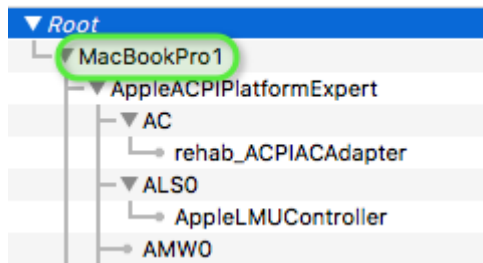 Root
MacBookPro1
AppleACPIPlatformExpert
AC
rehab_ACPIACAdapter
ALS0
AppleLMUController
AMW0